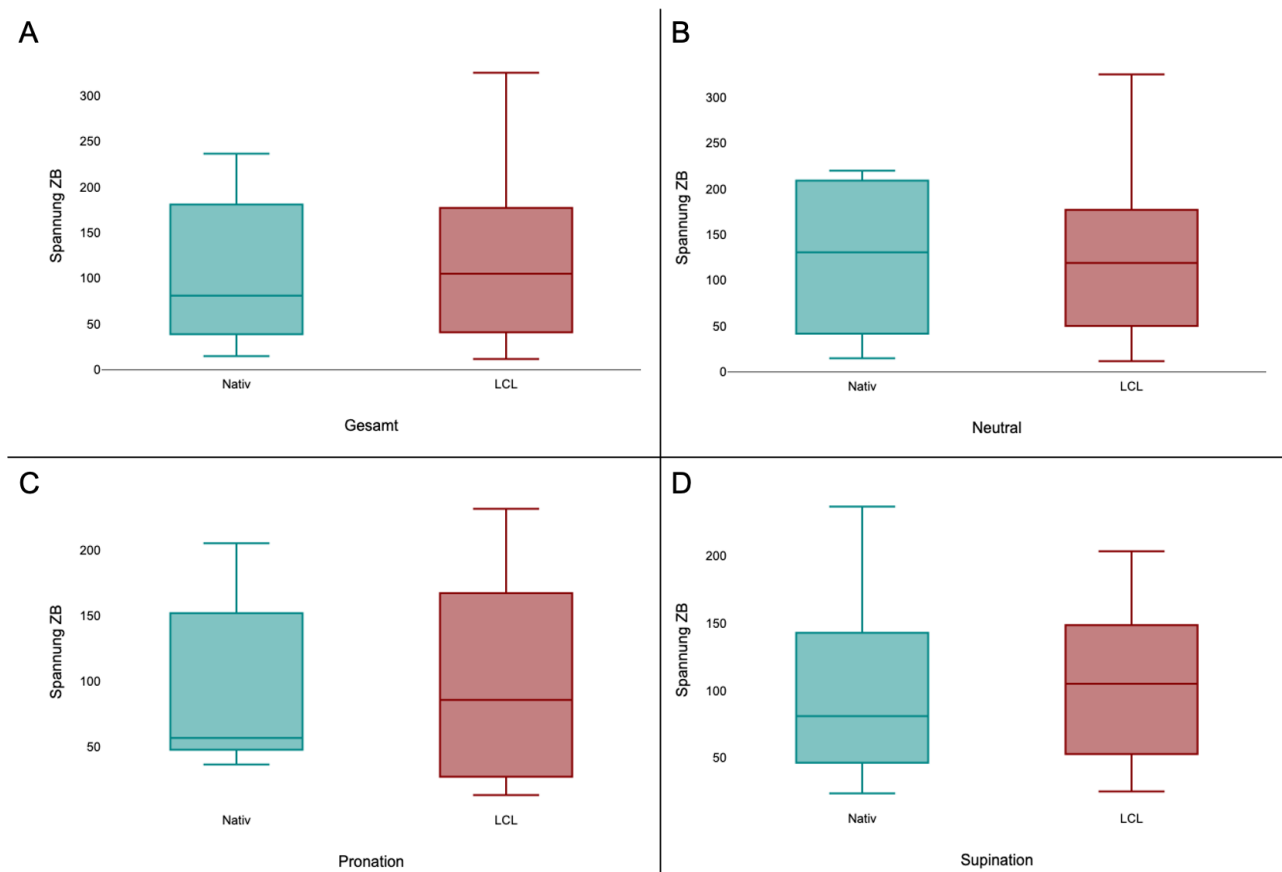 A
Spannung ZB
300
250
200
150
100
50
0
Nativ
LCL
Gesamt
B
Spannung ZB
300
250
200
150
100
50
0
Nativ
LCL
Neutral
C
Spannung ZB
200
150
100
50
Nativ
LCL
Pronation
D
Spannung ZB
200
150
100
50
Nativ
LCL
Supination